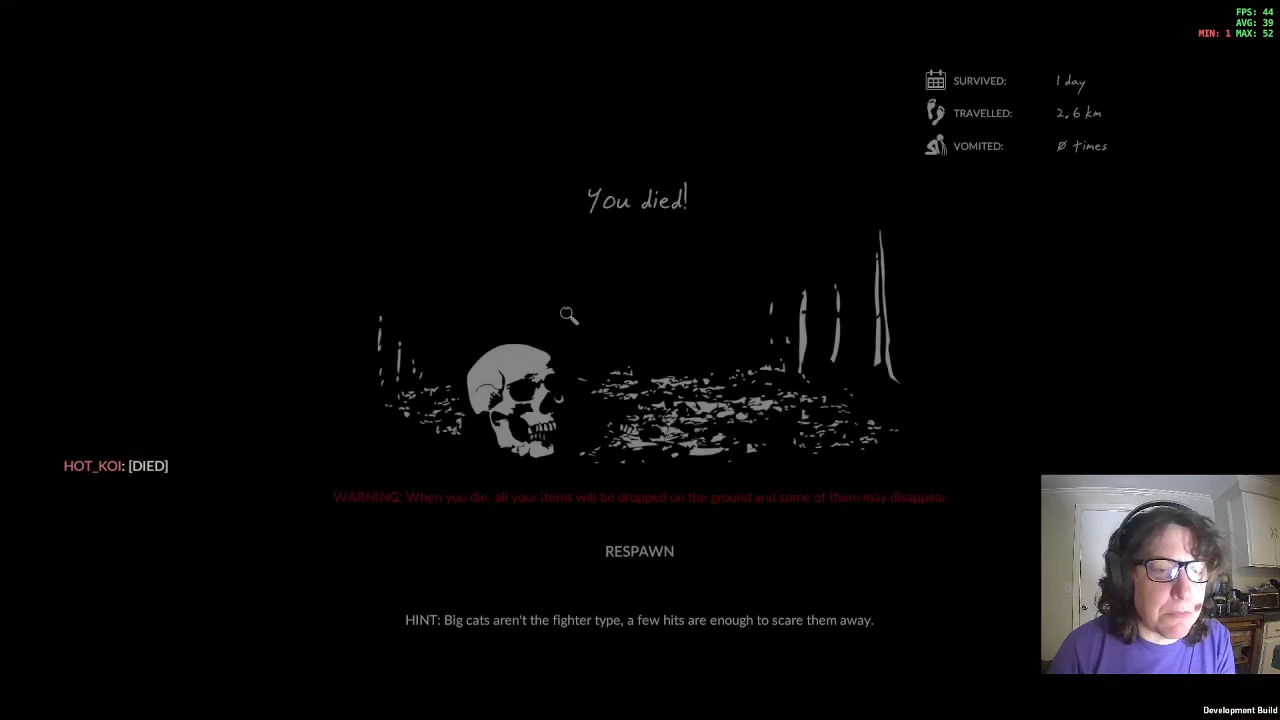 FPS: 44
AVG: 39
MIN: 1 MAX: 52
SURVIVED: 1 day
TRAVELLED: 2,6 km
VOMITED: 0 times
You died!
HOT_KOI: [DIED]
WARNING: When you die, all your items will be dropped on the ground and some of them may disappear
RESPAWN
HINT: Big cats aren't the fighter type, a few hits are enough to scare them away.
Development Build